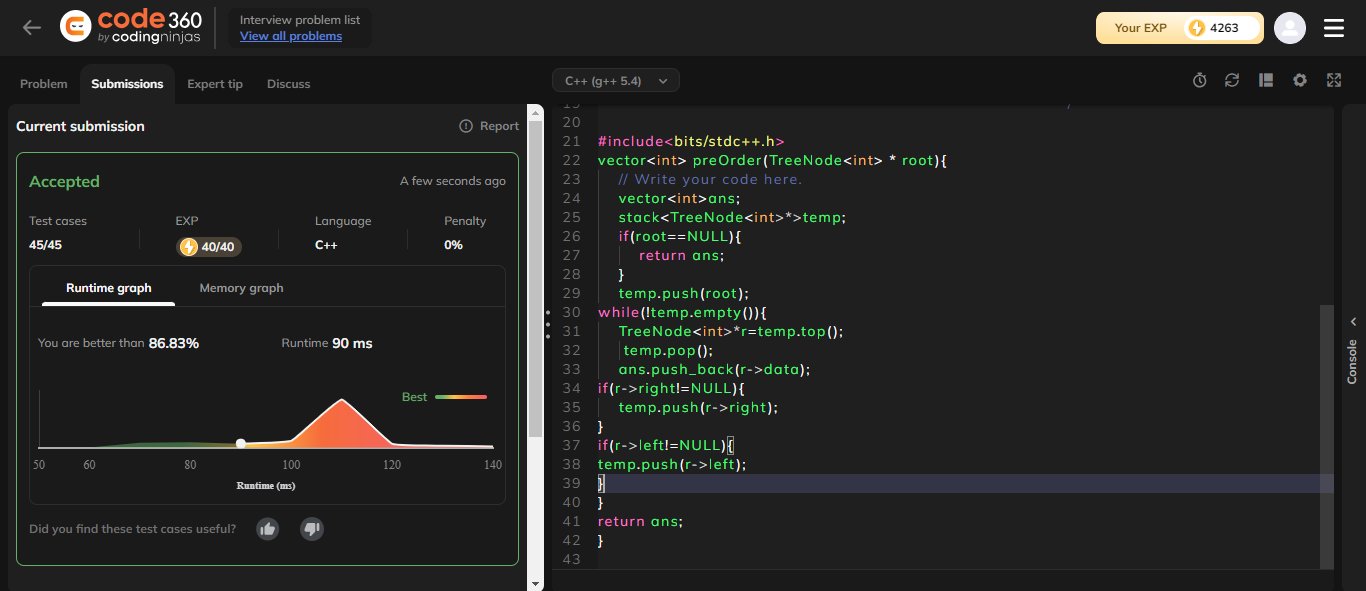 code360
by codingninjas
Interview problem list
View all problems
Your EXP 4263
Problem Submissions Expert tip Discuss
Current submission
Report
Accepted
A few seconds ago
Test cases EXP Language Penalty
45/45 40/40 C++ 0%
Runtime graph Memory graph
You are better than 86.83% Runtime 90 ms
Best
50 60 80 100 120 140
Runtime (ms)
Did you find these test cases useful?
C++ (g++ 5.4)
19 /
20
21 #include<bits/stdc++.h>
22 vector<int> preOrder(TreeNode<int> * root){
23 // Write your code here.
24 vector<int>ans;
25 stack<TreeNode<int>*>temp;
26 if(root==NULL){
27 return ans;
28 }
29 temp.push(root);
30 while(!temp.empty()){
31 TreeNode<int>*r=temp.top();
32 temp.pop();
33 ans.push_back(r->data);
34 if(r->right!=NULL){
35 temp.push(r->right);
36 }
37 if(r->left!=NULL){
38 temp.push(r->left);
39 }
40 }
41 return ans;
42 }
43
Console